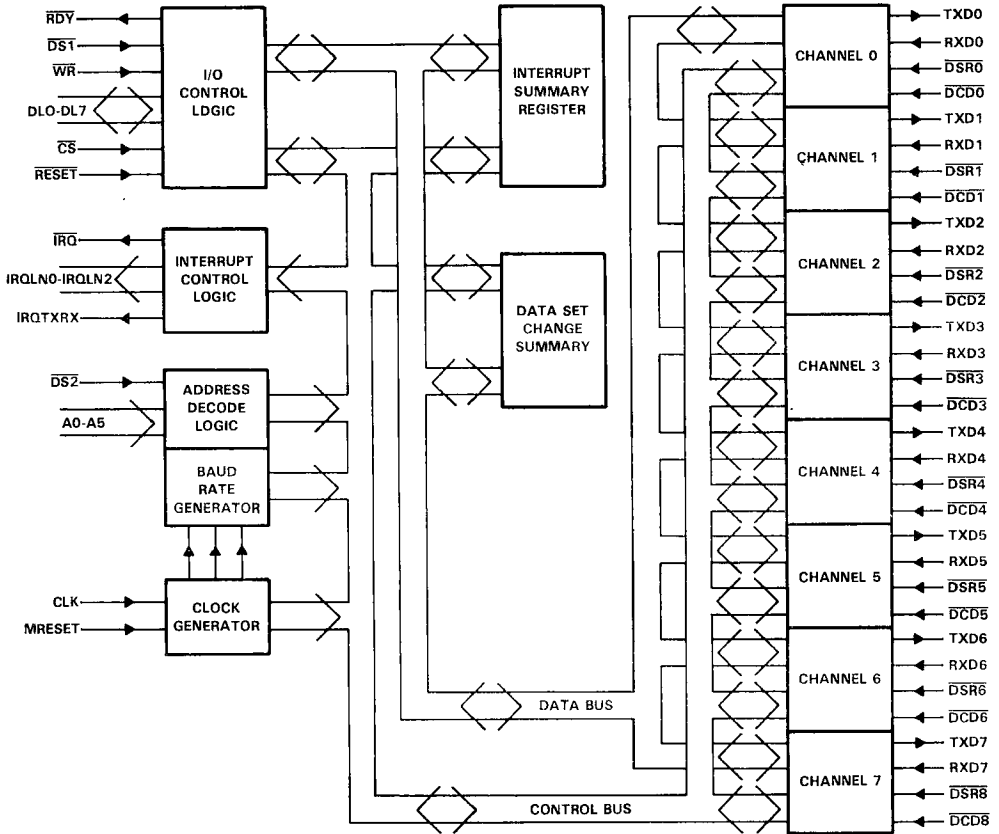 RDY
DS1
WR
DL0-DL7
CS
RESET
I/O
CONTROL
LDGIC
IRQ
IRQLN0-IRQLN2
IRQTXRX
INTERRUPT
CONTROL
LOGIC
DS2
A0-A5
ADDRESS
DECODE
LOGIC
BAUD
RATE
GENERATOR
CLK
MRESET
CLOCK
GENERATOR
INTERRUPT
SUMMARY
REGISTER
DATA SET
CHANGE
SUMMARY
DATA BUS
CONTROL BUS
CHANNEL 0
TXD0
RXD0
DSR0
DCD0
CHANNEL 1
TXD1
RXD1
DSR1
DCD1
CHANNEL 2
TXD2
RXD2
DSR2
DCD2
CHANNEL 3
TXD3
RXD3
DSR3
DCD3
CHANNEL 4
TXD4
RXD4
DSR4
DCD4
CHANNEL 5
TXD5
RXD5
DSR5
DCD5
CHANNEL 6
TXD6
RXD6
DSR6
DCD6
CHANNEL 7
TXD7
RXD7
DSR8
DCD8